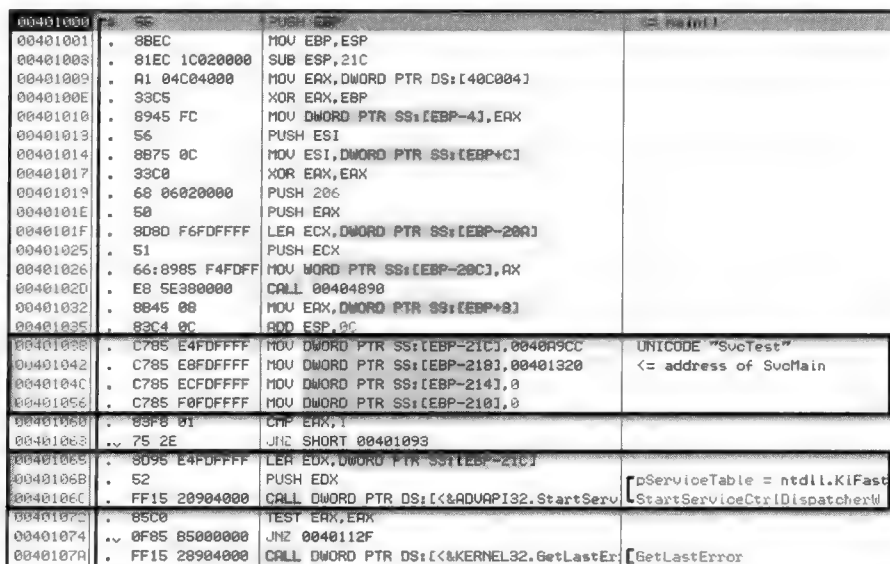 00401000 55 PUSH EBP <= main()
00401001 . 8BEC MOV EBP,ESP
00401003 . 81EC 1C020000 SUB ESP,21C
00401009 . A1 04C04000 MOV EAX,DWORD PTR DS:[40C004]
0040100E . 33C5 XOR EAX,EBP
00401010 . 8945 FC MOV DWORD PTR SS:[EBP-4],EAX
00401013 . 56 PUSH ESI
00401014 . 8B75 0C MOV ESI,DWORD PTR SS:[EBP+C]
00401017 . 33C0 XOR EAX,EAX
00401019 . 68 06020000 PUSH 206
0040101E . 50 PUSH EAX
0040101F . 8D8D F6FDFFFF LEA ECX,DWORD PTR SS:[EBP-20A]
00401025 . 51 PUSH ECX
00401026 . 66:8985 F4FDFF MOV WORD PTR SS:[EBP-20C],AX
0040102D . E8 5E380000 CALL 00404890
00401032 . 8B45 08 MOV EAX,DWORD PTR SS:[EBP+8]
00401035 . 83C4 0C ADD ESP,0C
00401038 . C785 E4FDFFFF MOV DWORD PTR SS:[EBP-21C],0040A9CC UNICODE "SvcTest"
00401042 . C785 E8FDFFFF MOV DWORD PTR SS:[EBP-218],00401320 <= address of SvcMain
0040104C . C785 ECFDFFFF MOV DWORD PTR SS:[EBP-214],0
00401056 . C785 F0FDFFFF MOV DWORD PTR SS:[EBP-210],0
00401060 . 83F8 01 CMP EAX,1
00401063 .v 75 2E JNZ SHORT 00401093
00401065 . 8D95 E4FDFFFF LEA EDX,DWORD PTR SS:[EBP-21C]
0040106B . 52 PUSH EDX pServiceTable = ntdll.KiFast
0040106C . FF15 20904000 CALL DWORD PTR DS:[<&ADVAPI32.StartServ StartServiceCtrlDispatcherW
00401072 . 85C0 TEST EAX,EAX
00401074 .v 0F85 B5000000 JNZ 0040112F
0040107A . FF15 28904000 CALL DWORD PTR DS:[<&KERNEL32.GetLastEr GetLastError